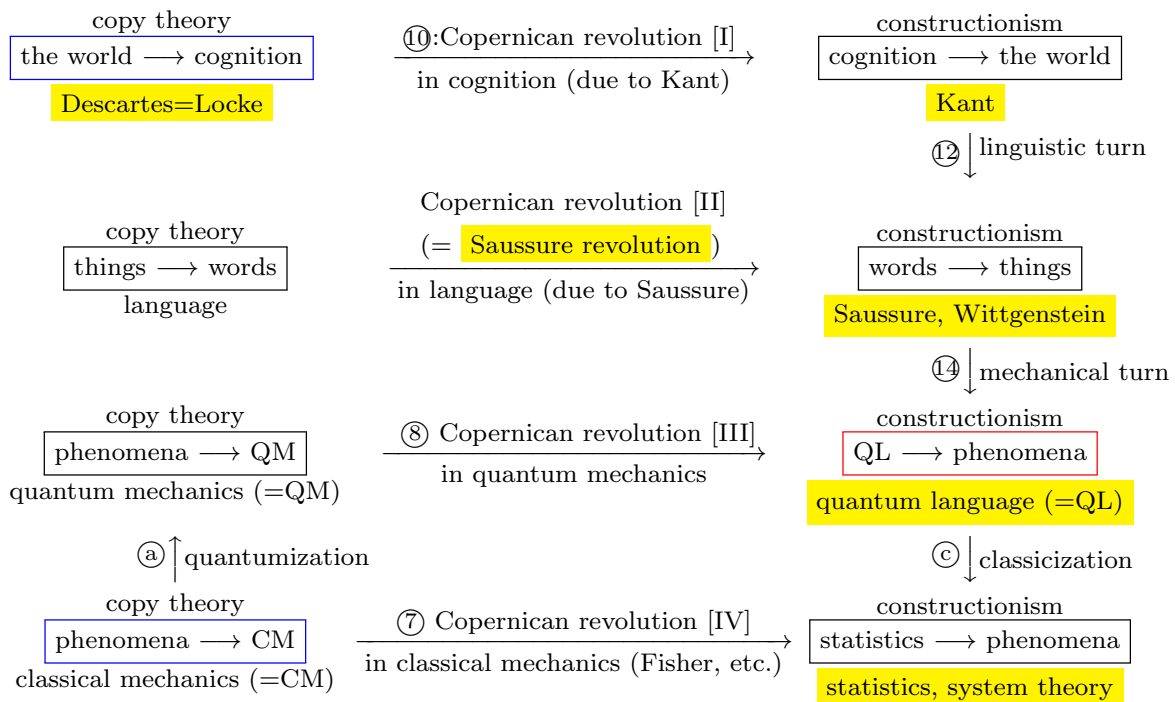 copy theory
the world ⟶ cognition
Descartes=Locke
⑩:Copernican revolution [I]
in cognition (due to Kant)
constructionism
cognition ⟶ the world
Kant
⑫ linguistic turn
copy theory
things ⟶ words
language
Copernican revolution [II]
(= Saussure revolution )
in language (due to Saussure)
constructionism
words ⟶ things
Saussure, Wittgenstein
⑭ mechanical turn
copy theory
phenomena ⟶ QM
quantum mechanics (=QM)
⑧ Copernican revolution [III]
in quantum mechanics
constructionism
QL ⟶ phenomena
quantum language (=QL)
ⓐ quantumization
ⓒ classicization
copy theory
phenomena ⟶ CM
classical mechanics (=CM)
⑦ Copernican revolution [IV]
in classical mechanics (Fisher, etc.)
constructionism
statistics ⟶ phenomena
statistics, system theory